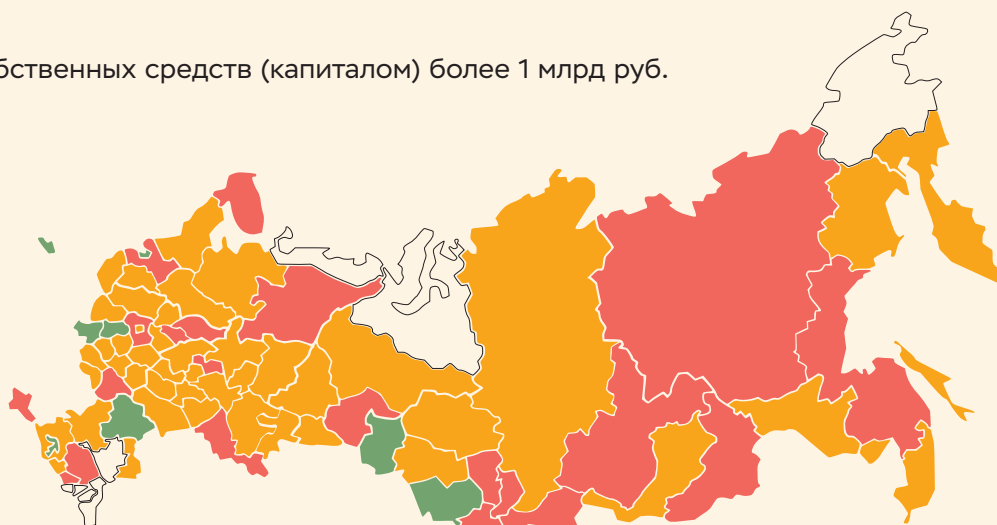 бственных средств (капиталом) более 1 млрд руб.